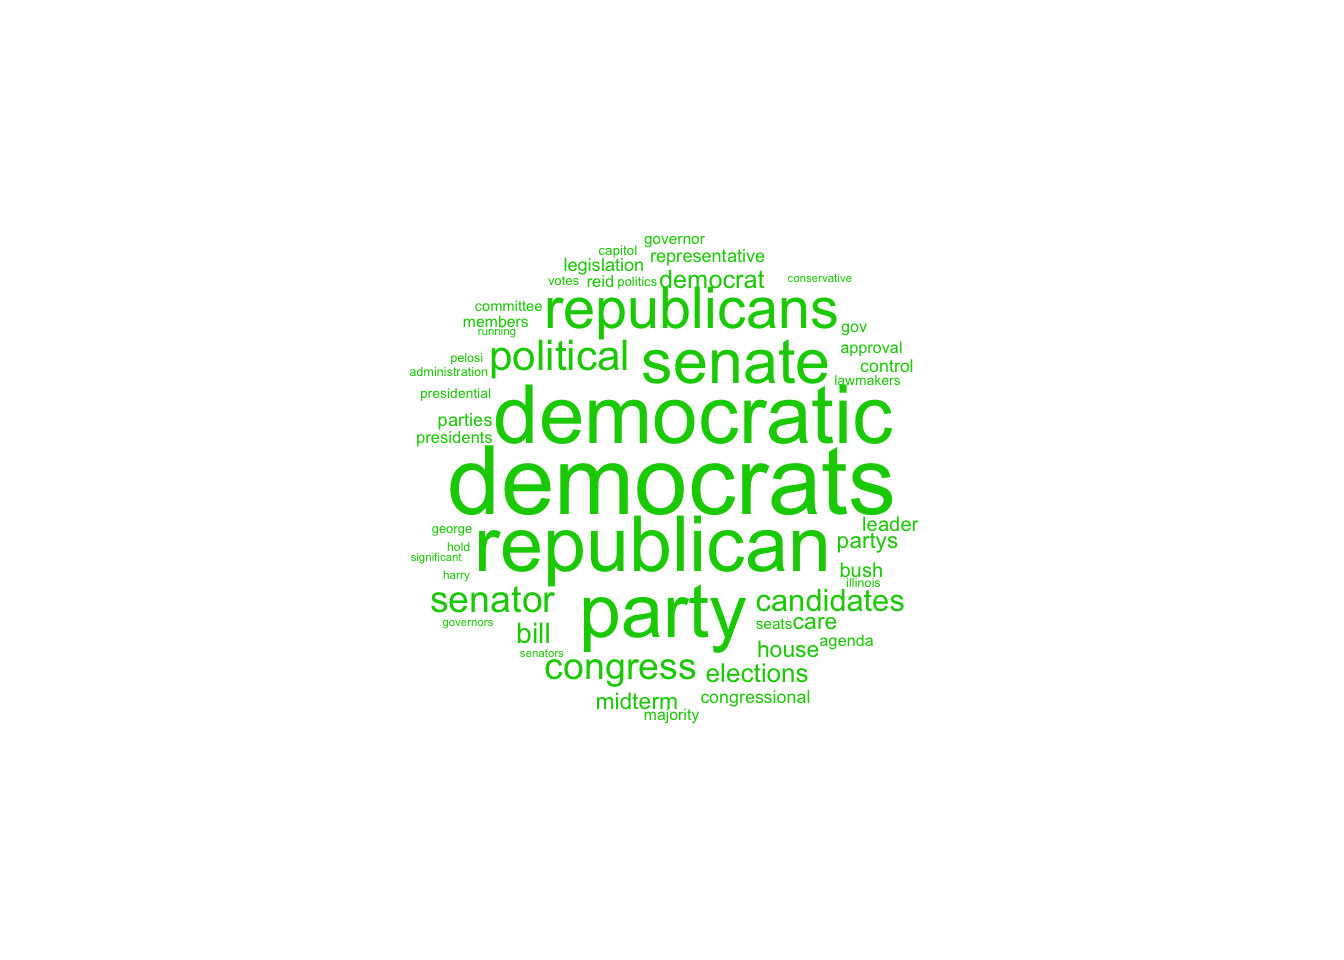 governor
capitol
representative
legislation
votes reid politics democrat conservative
republicans
committee
members
running
gov
political senate
approval
pelosi
control
administration
lawmakers
presidential
democratic
parties
presidents
democrats
leader
george
republican
partys
hold
significant
bush
harry
illinois
senator
party
candidates
governors
seats care
bill
agenda
house
senators
congress
elections
midterm
congressional
majority